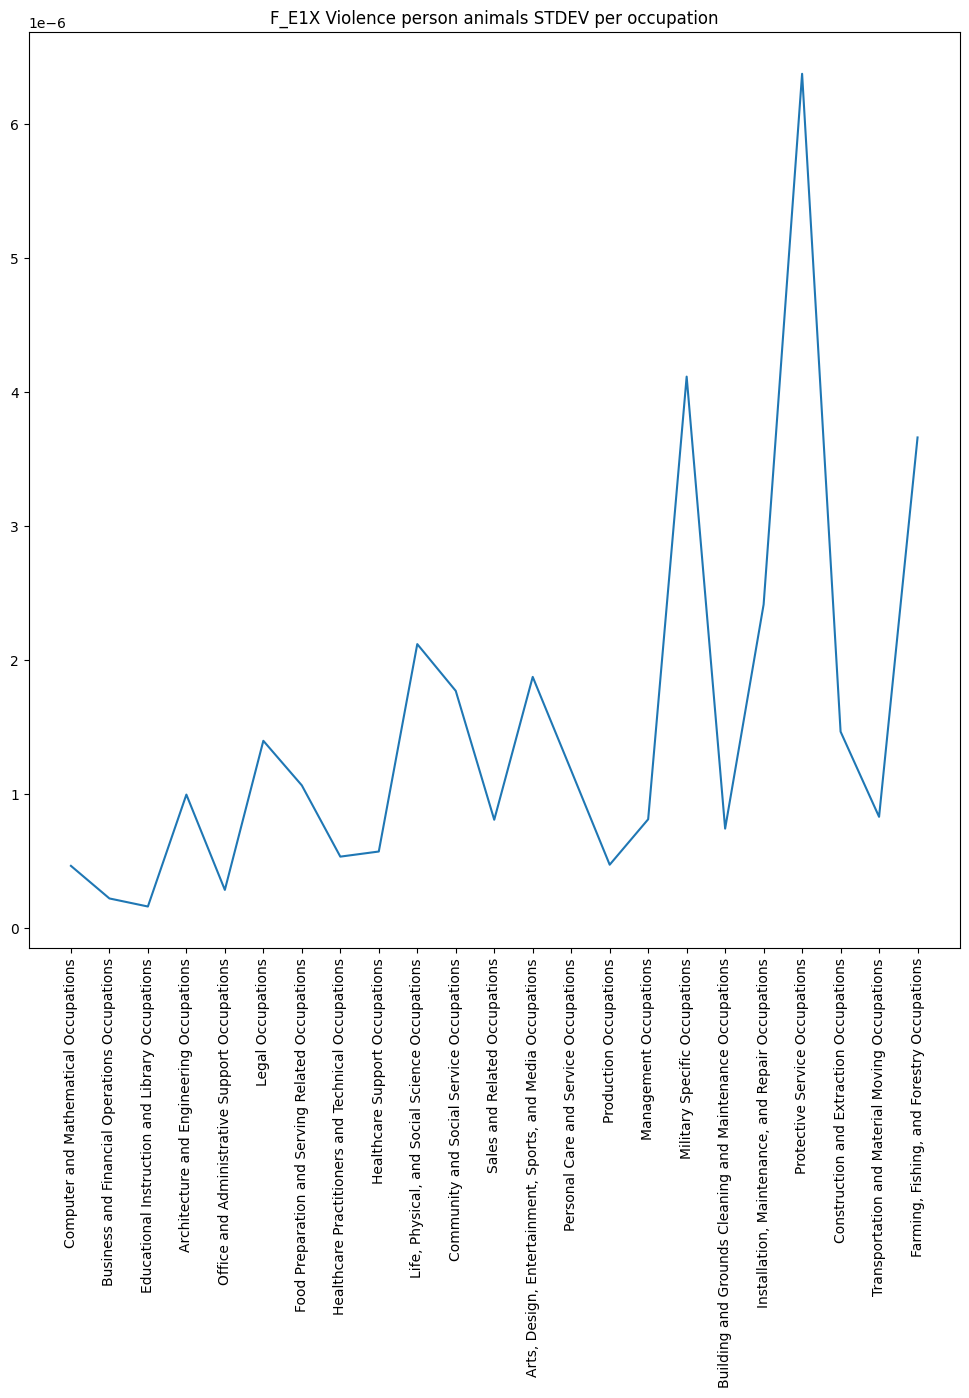 F_E1X Violence person animals STDEV per occupation
1e−6
6
5
4
3
2
1
0
Computer and Mathematical Occupations
Business and Financial Operations Occupations
Educational Instruction and Library Occupations
Architecture and Engineering Occupations
Office and Administrative Support Occupations
Legal Occupations
Food Preparation and Serving Related Occupations
Healthcare Practitioners and Technical Occupations
Healthcare Support Occupations
Life, Physical, and Social Science Occupations
Community and Social Service Occupations
Sales and Related Occupations
Arts, Design, Entertainment, Sports, and Media Occupations
Personal Care and Service Occupations
Production Occupations
Management Occupations
Military Specific Occupations
Building and Grounds Cleaning and Maintenance Occupations
Installation, Maintenance, and Repair Occupations
Protective Service Occupations
Construction and Extraction Occupations
Transportation and Material Moving Occupations
Farming, Fishing, and Forestry Occupations